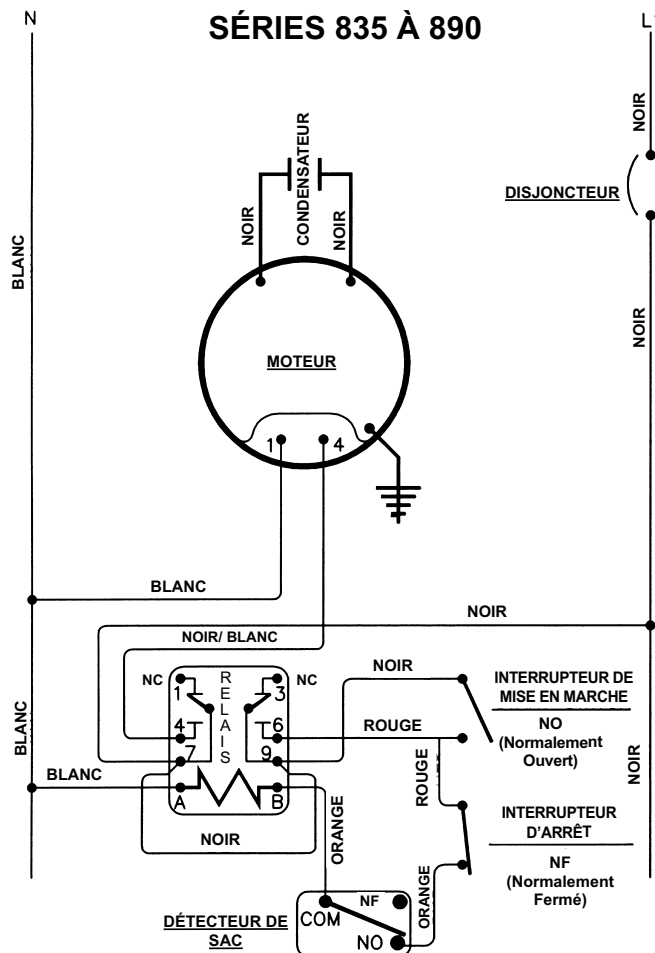 N
SÉRIES 835 À 890
L1
NOIR
CONDENSATEUR
DISJONCTEUR
NOIR
NOIR
BLANC
NOIR
MOTEUR
1
4
BLANC
NOIR
NOIR/ BLANC
NOIR
NC
1
RELAIS
3
NC
INTERRUPTEUR DE
MISE EN MARCHE
NO
(Normalement
Ouvert)
4
6
ROUGE
BLANC
7
9
ROUGE
NOIR
BLANC
A
B
NOIR
ORANGE
INTERRUPTEUR
D'ARRÊT
NF
(Normalement
Fermé)
ORANGE
DÉTECTEUR DE
SAC
COM
NF
NO